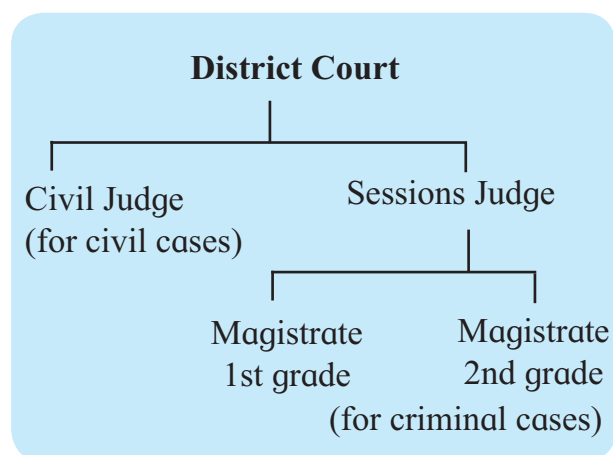 District Court
Civil Judge
(for civil cases)
Sessions Judge
Magistrate
1st grade
Magistrate
2nd grade
(for criminal cases)